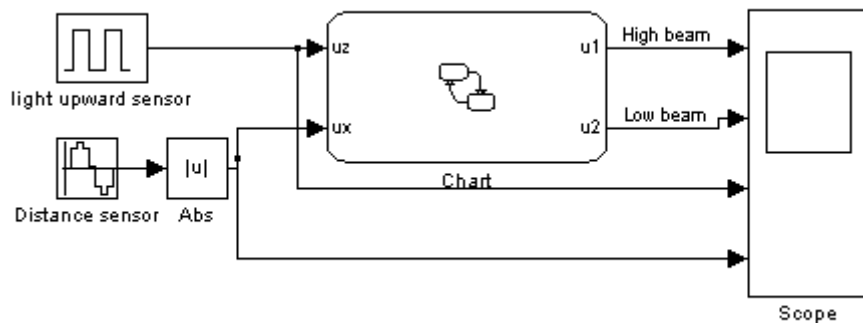 uz
u1
High beam
light upward sensor
ux
u2
Low beam
|u|
Chart
Distance sensor
Abs
Scope